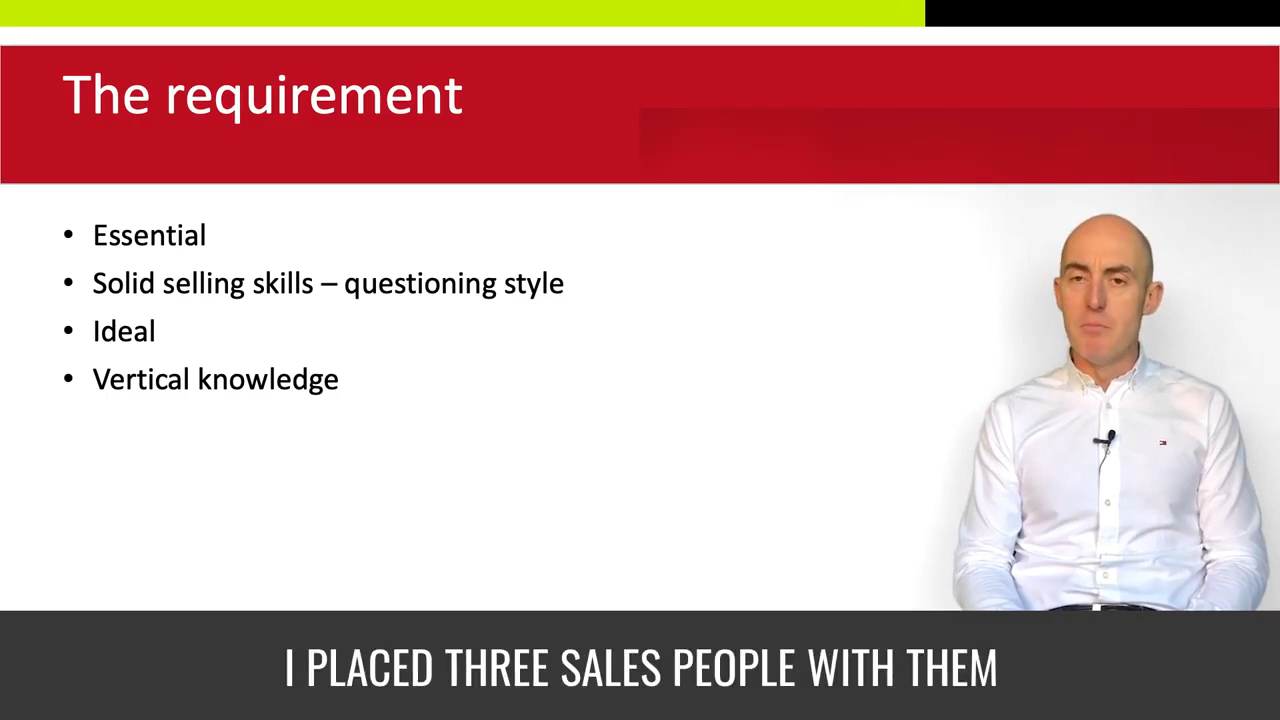 The requirement
• Essential
• Solid selling skills – questioning style
• Ideal
• Vertical knowledge
I PLACED THREE SALES PEOPLE WITH THEM